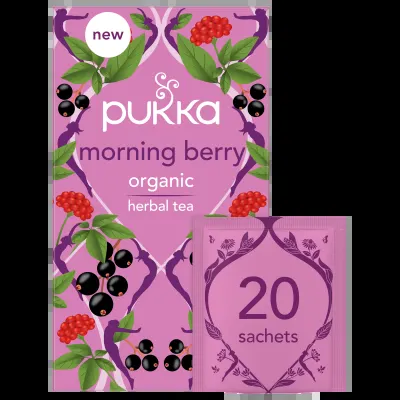 new
pukka
morning berry
organic
herbal tea
20
sachets